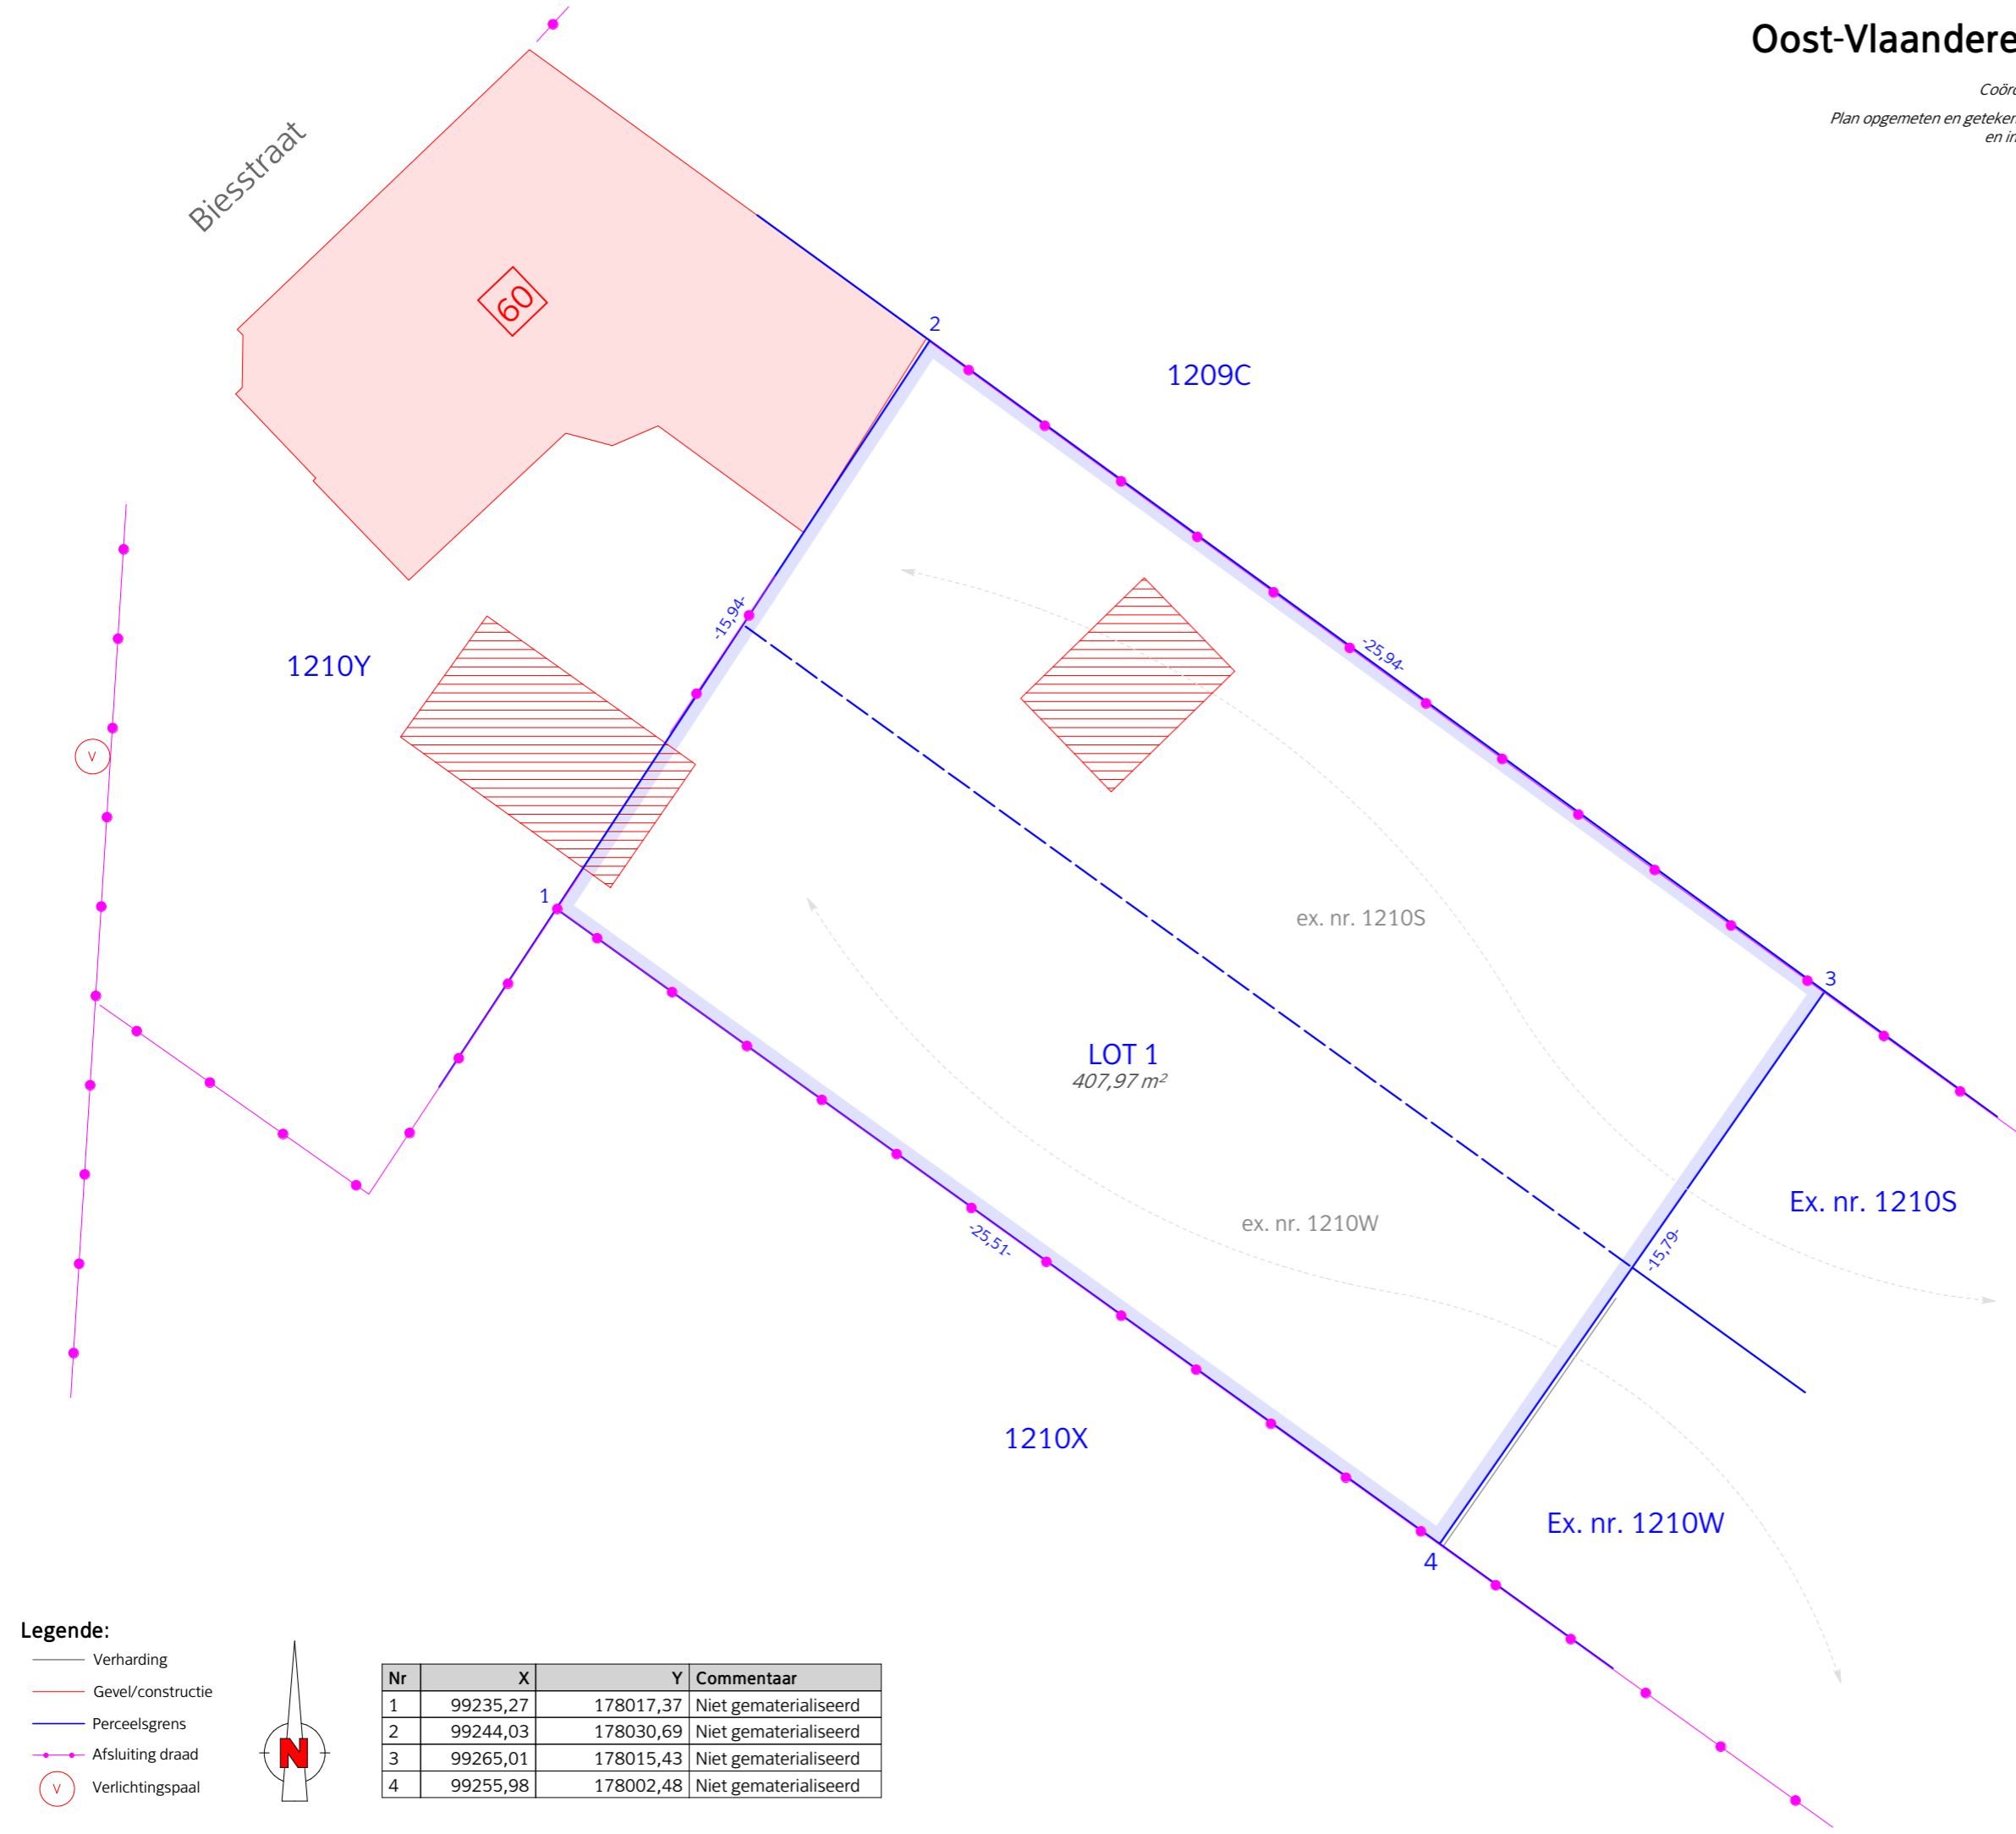 Oost-Vlaandere
Coörd
Plan opgemeten en geteken
en in
Biesstraat
60
2
1209C
-15,94-
-25,94-
1210Y
V
1
ex. nr. 1210S
3
LOT 1
407,97 m²
Ex. nr. 1210S
ex. nr. 1210W
-25,51-
-15,79-
1210X
Ex. nr. 1210W
4
Legende:
Verharding
Gevel/constructie
Perceelsgrens
Afsluiting draad
V Verlichtingspaal
N
Nr X Y Commentaar
1 99235,27 178017,37 Niet gematerialiseerd
2 99244,03 178030,69 Niet gematerialiseerd
3 99265,01 178015,43 Niet gematerialiseerd
4 99255,98 178002,48 Niet gematerialiseerd